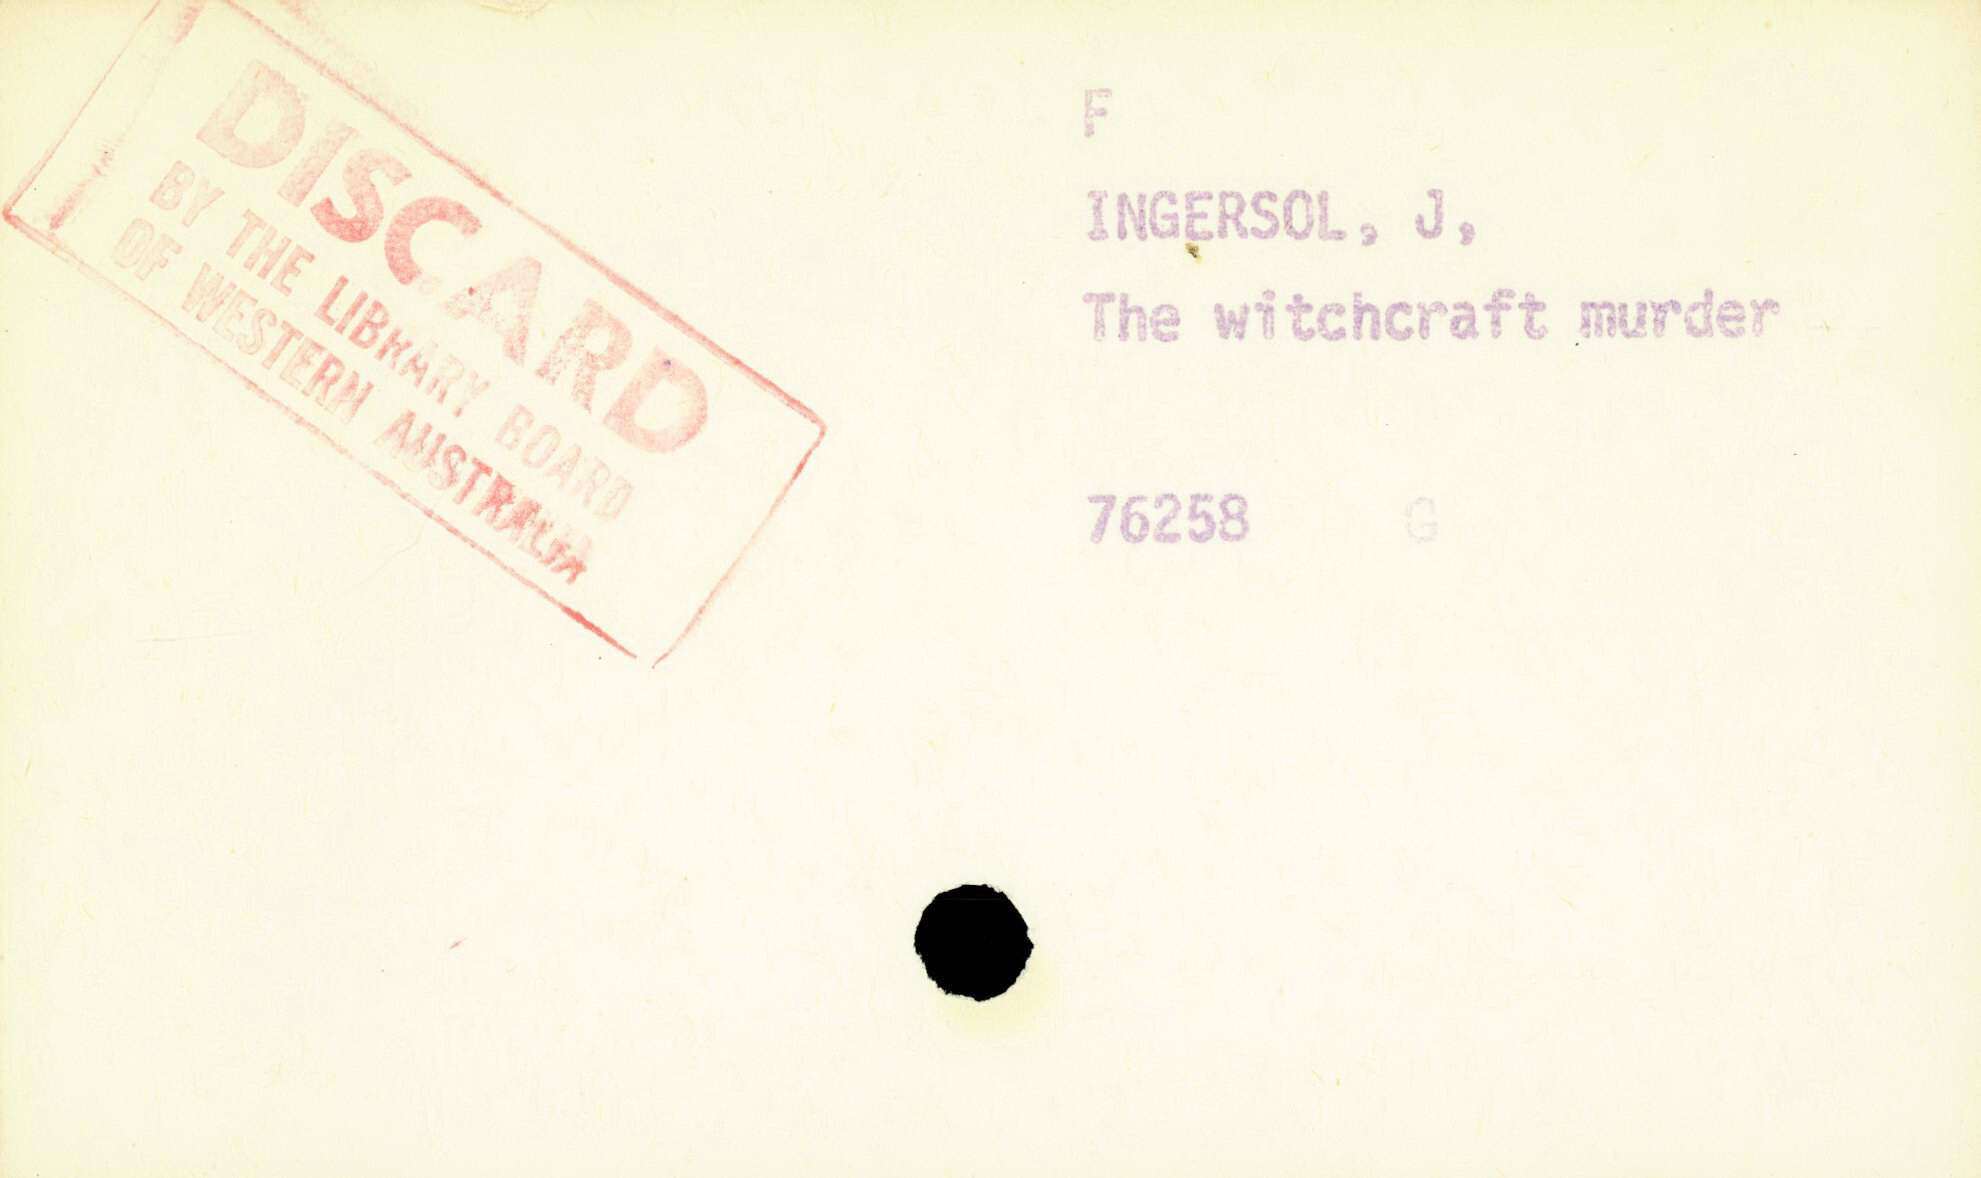 DISCARD
BY THE LIBRARY BOARD
OF WESTERN AUSTRALIA
F
INGERSOL, J,
The witchcraft murder
76258 G